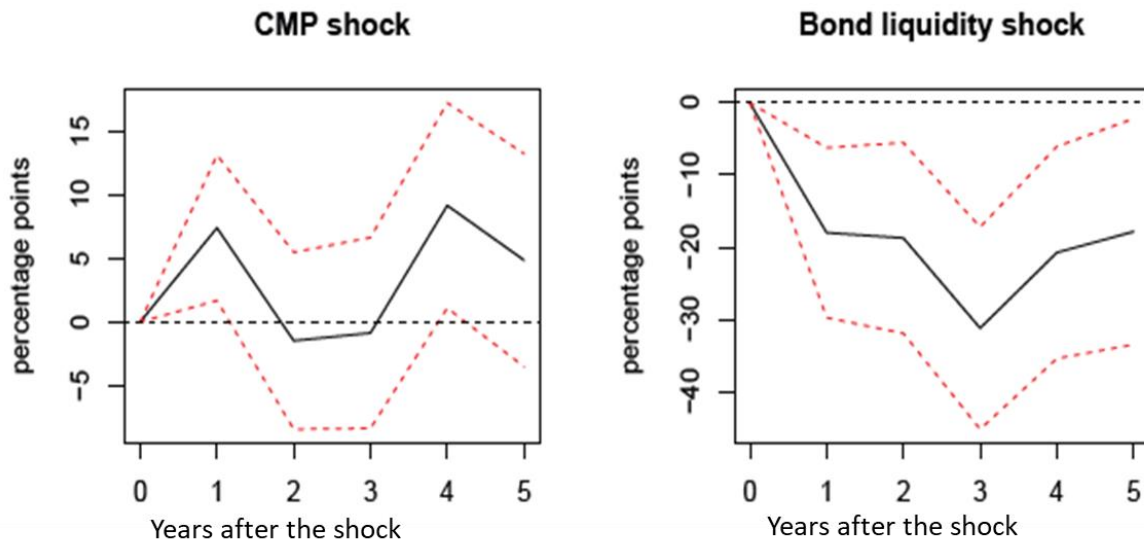 CMP shock
percentage points
15
10
5
0
−5
0 1 2 3 4 5
Years after the shock
Bond liquidity shock
percentage points
0
−10
−20
−30
−40
0 1 2 3 4 5
Years after the shock